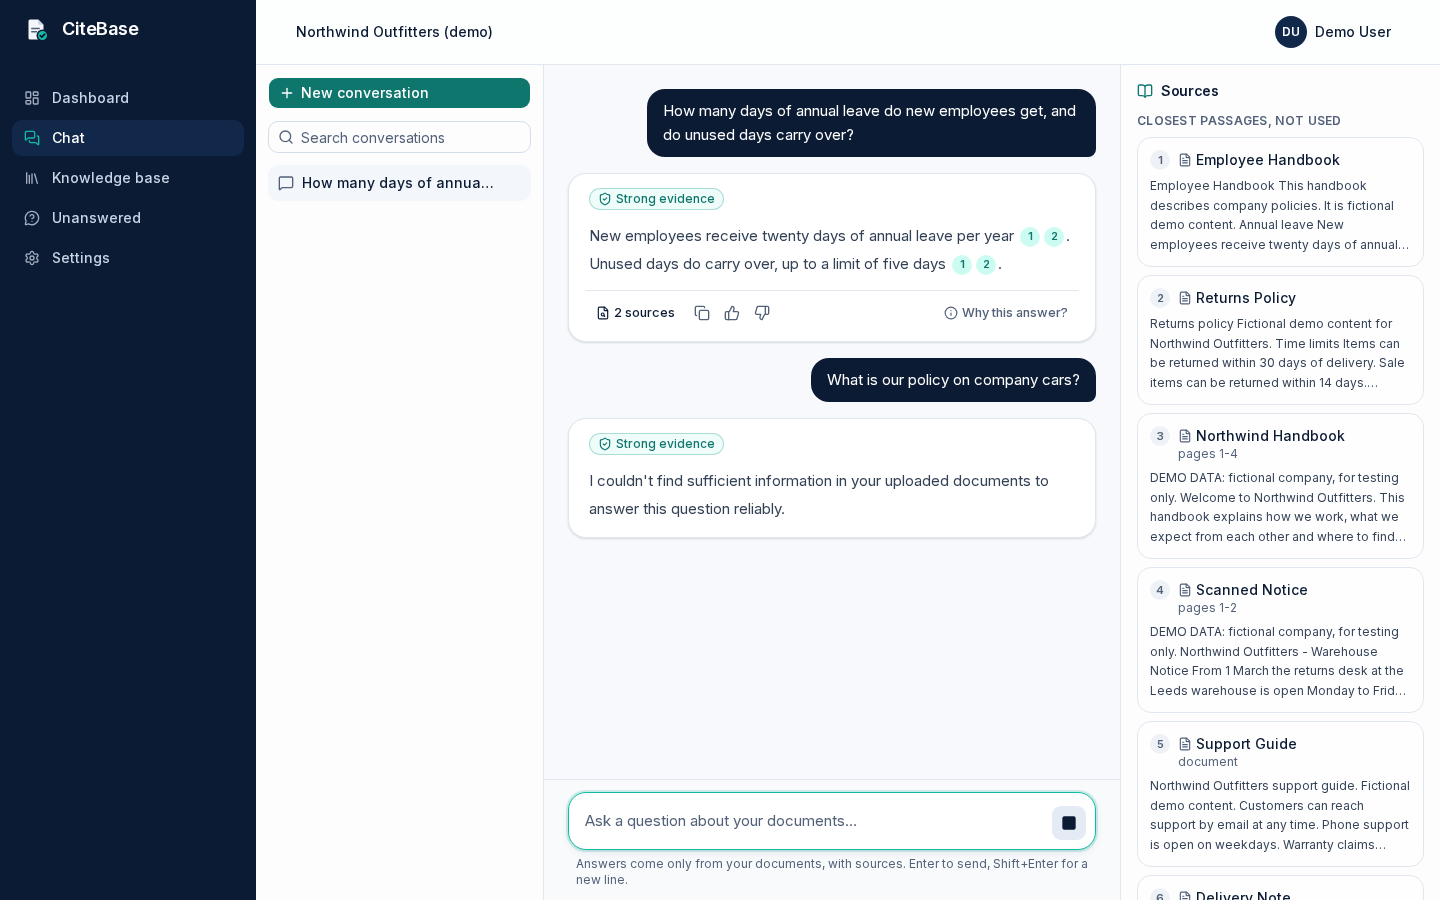 CiteBase
Northwind Outfitters (demo)
DU
Demo User
Dashboard
Chat
Knowledge base
Unanswered
Settings
New conversation
Search conversations
How many days of annua...
How many days of annual leave do new employees get, and
do unused days carry over?
Strong evidence
New employees receive twenty days of annual leave per year 1 2 .
Unused days do carry over, up to a limit of five days 1 2 .
2 sources
Why this answer?
What is our policy on company cars?
Strong evidence
I couldn't find sufficient information in your uploaded documents to
answer this question reliably.
Ask a question about your documents...
Answers come only from your documents, with sources. Enter to send, Shift+Enter for a
new line.
Sources
CLOSEST PASSAGES, NOT USED
1 Employee Handbook
Employee Handbook This handbook
describes company policies. It is fictional
demo content. Annual leave New
employees receive twenty days of annual...
2 Returns Policy
Returns policy Fictional demo content for
Northwind Outfitters. Time limits Items can
be returned within 30 days of delivery. Sale
items can be returned within 14 days....
3 Northwind Handbook
pages 1-4
DEMO DATA: fictional company, for testing
only. Welcome to Northwind Outfitters. This
handbook explains how we work, what we
expect from each other and where to find...
4 Scanned Notice
pages 1-2
DEMO DATA: fictional company, for testing
only. Northwind Outfitters - Warehouse
Notice From 1 March the returns desk at the
Leeds warehouse is open Monday to Frid...
5 Support Guide
document
Northwind Outfitters support guide. Fictional
demo content. Customers can reach
support by email at any time. Phone support
is open on weekdays. Warranty claims...
6 Delivery Note